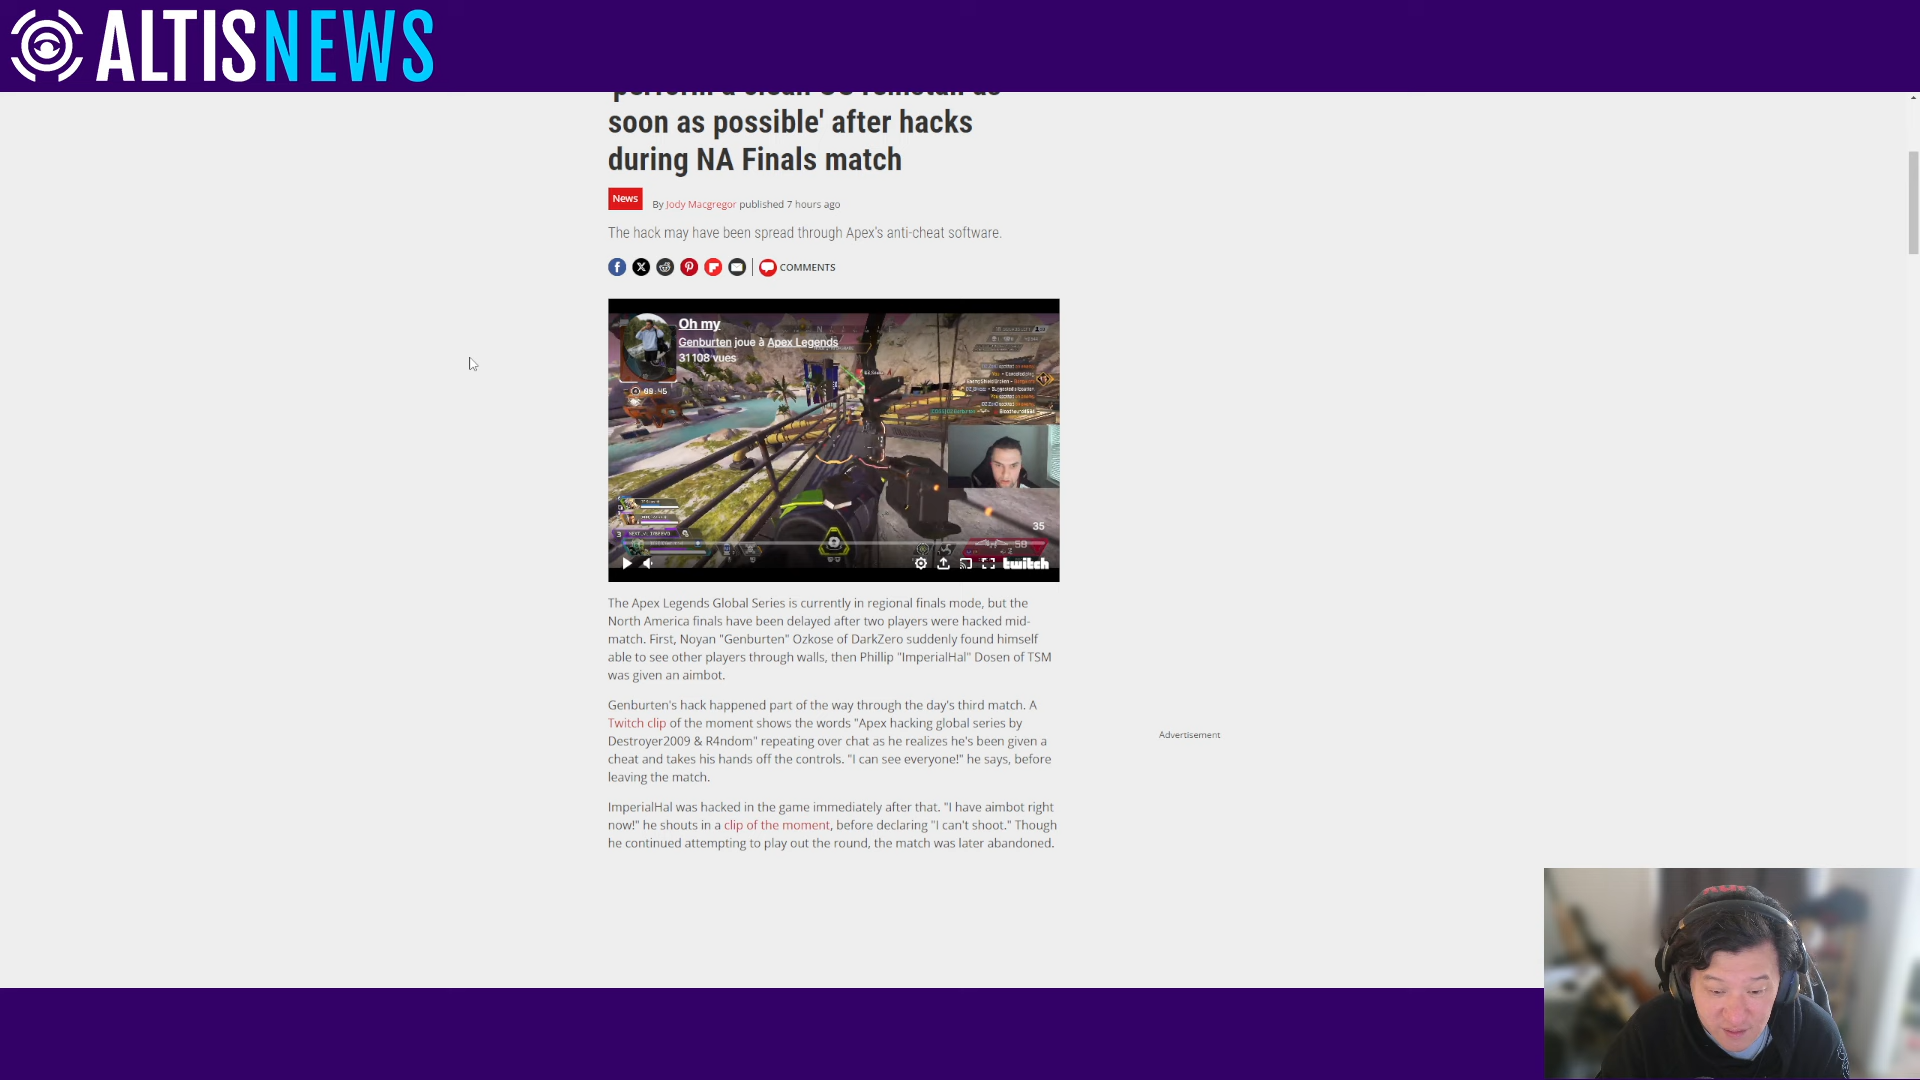 ALTISNEWS
'perform a clean OS reinstall as
soon as possible' after hacks
during NA Finals match
News
By Jody Macgregor published 7 hours ago
The hack may have been spread through Apex's anti-cheat software.
COMMENTS
Oh my
Genburten joue à Apex Legends
31 108 vues
35
twitch
The Apex Legends Global Series is currently in regional finals mode, but the
North America finals have been delayed after two players were hacked mid-
match. First, Noyan "Genburten" Ozkose of DarkZero suddenly found himself
able to see other players through walls, then Phillip "ImperialHal" Dosen of TSM
was given an aimbot.
Genburten's hack happened part of the way through the day's third match. A
Twitch clip of the moment shows the words "Apex hacking global series by
Destroyer2009 & R4ndom" repeating over chat as he realizes he's been given a
cheat and takes his hands off the controls. "I can see everyone!" he says, before
leaving the match.
Advertisement
ImperialHal was hacked in the game immediately after that. "I have aimbot right
now!" he shouts in a clip of the moment, before declaring "I can't shoot." Though
he continued attempting to play out the round, the match was later abandoned.